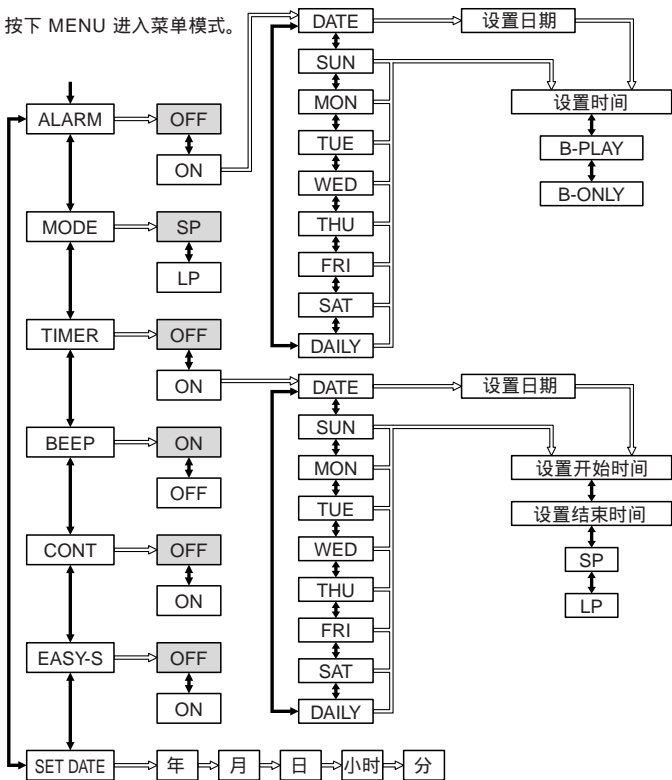 按下 MENU 进入菜单模式。
DATE
设置日期
SUN
MON
设置时间
ALARM
OFF
TUE
B-PLAY
ON
WED
B-ONLY
MODE
SP
THU
LP
FRI
SAT
TIMER
OFF
DAILY
ON
DATE
设置日期
SUN
BEEP
ON
MON
设置开始时间
OFF
TUE
设置结束时间
CONT
OFF
WED
SP
ON
THU
LP
FRI
EASY-S
OFF
SAT
ON
DAILY
SET DATE
年
月
日
小时
分